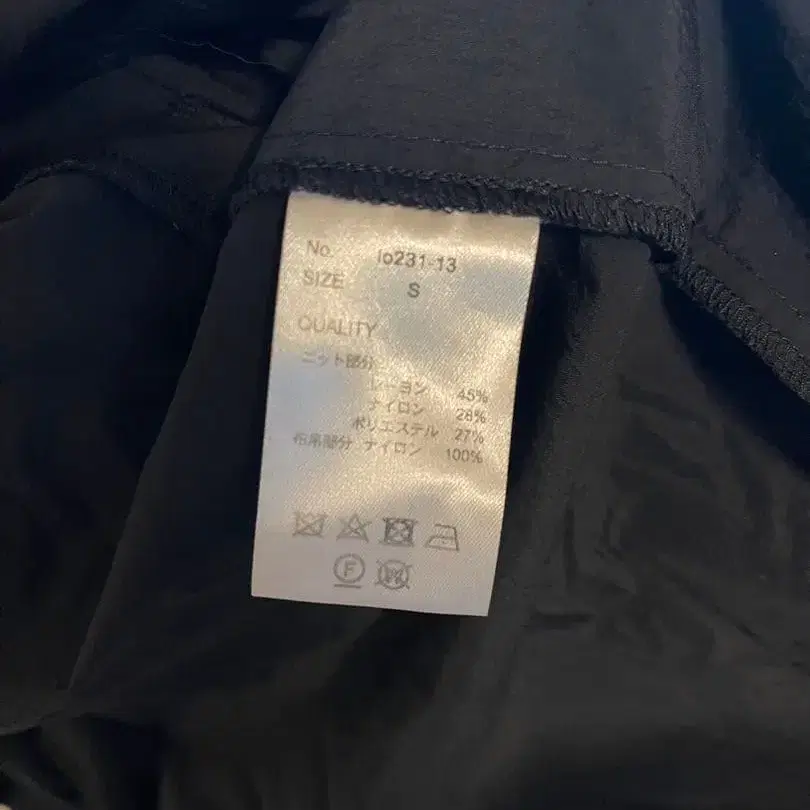 No. lo231-13
SIZE S
QUALITY
ニット部分
レーヨン 45%
ナイロン 28%
ポリエステル 27%
布帛部分 ナイロン 100%
F
W